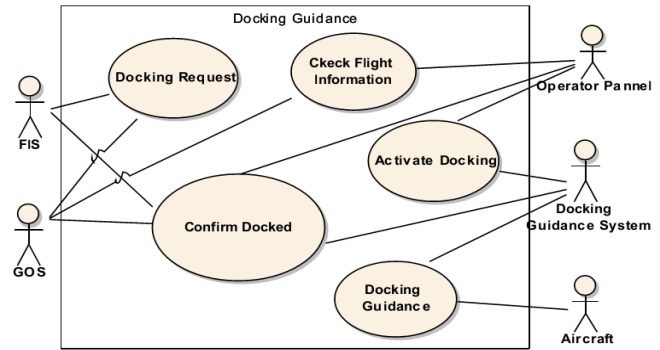 Docking Guidance
Docking Request
Ckeck Flight
Information
Operator Pannel
FIS
Activate Docking
Confirm Docked
Docking
Guidance System
GOS
Docking
Guidance
Aircraft